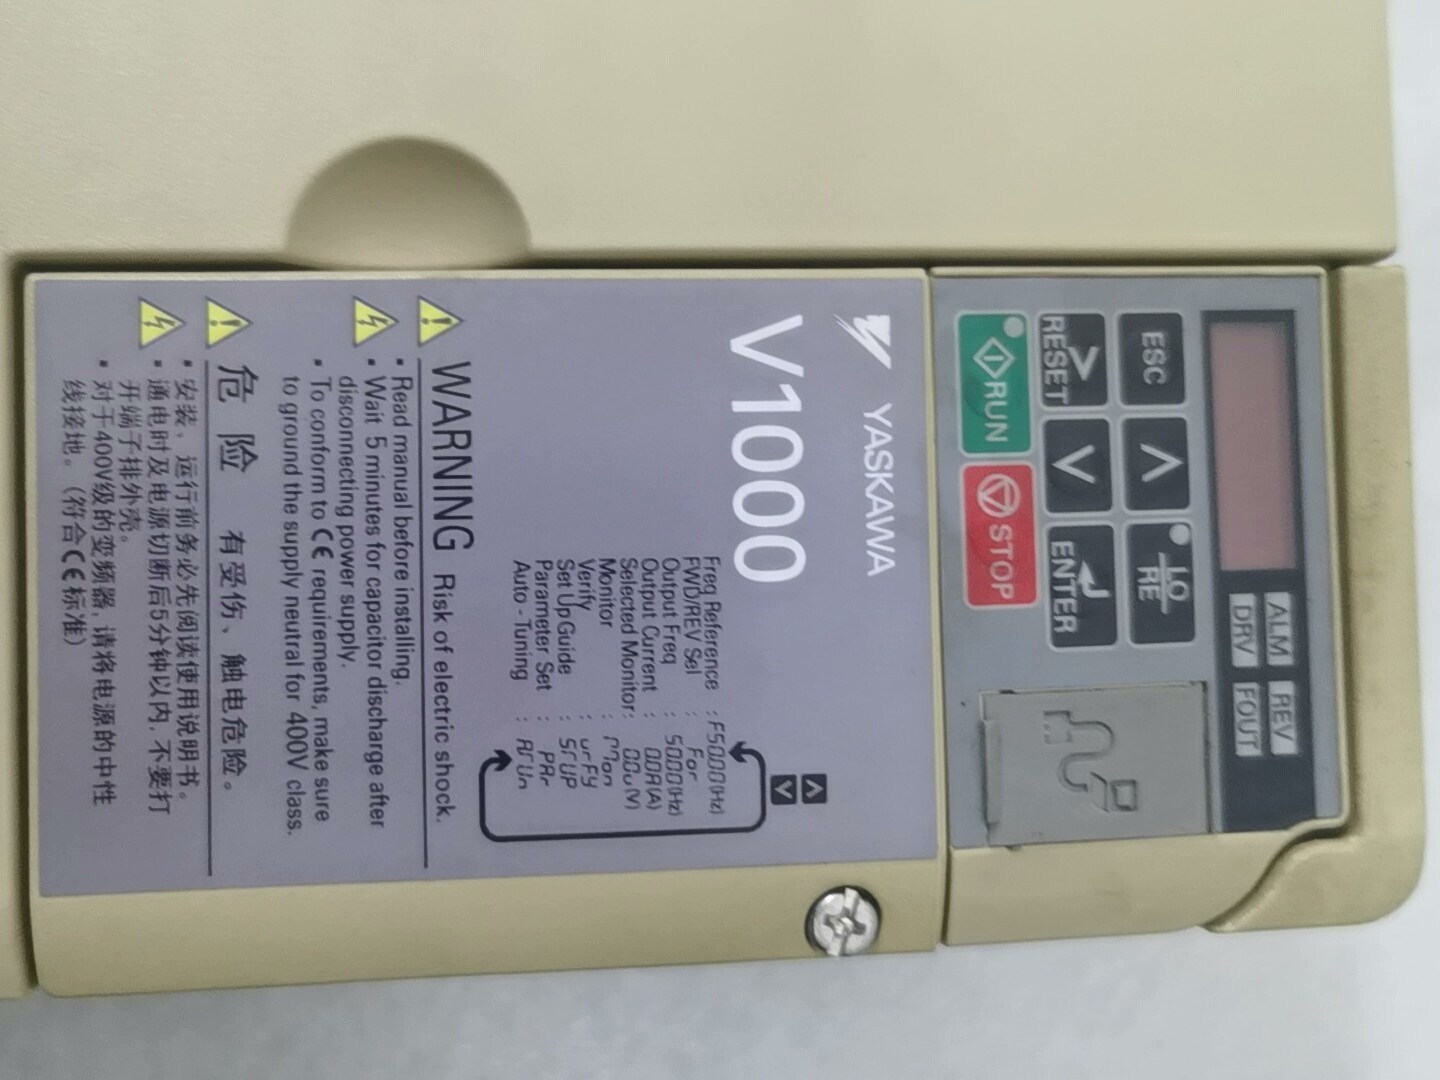 ALM
REV
DRV
FOUT
ESC
LO
RE
RESET
ENTER
RUN
STOP
YASKAWA
V1000
Freq Reference : F50.00(Hz)
FWD/REV Sel : For
Output Freq : 50.00(Hz)
Output Current : 0.00A(A)
Selected Monitor: 0.0u(V)
Monitor : Mon
Verify : urFy
Set Up Guide : STUP
Parameter Set : PAr
Auto - Tuning : ATUn
WARNING Risk of electric shock.
• Read manual before installing.
• Wait 5 minutes for capacitor discharge after
disconnecting power supply.
• To conform to CE requirements, make sure
to ground the supply neutral for 400V class.
危 险 有受伤、触电危险。
• 安装、运行前务必先阅读使用说明书。
• 通电时及电源切断后5分钟以内,不要打
开端子排外壳。
• 对于400V级的变频器,请将电源的中性
线接地。(符合CE标准)